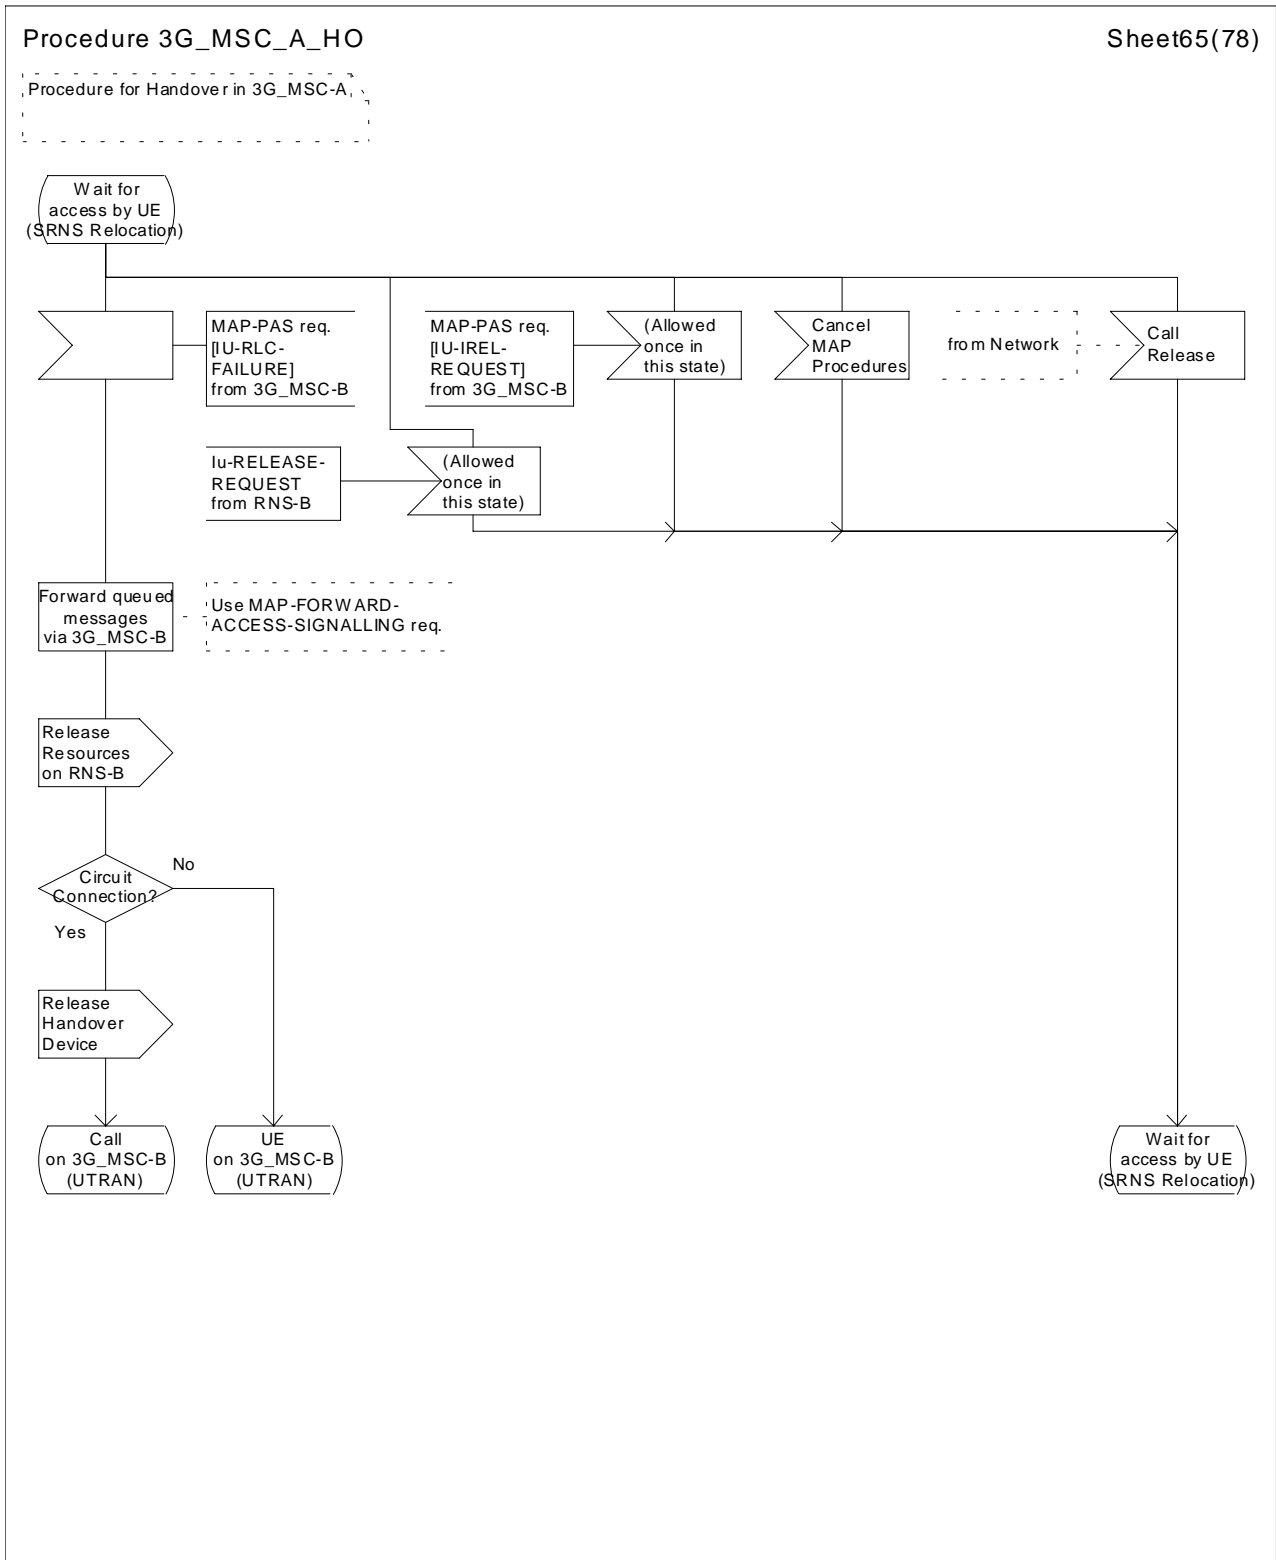 Procedure 3G_MSC_A_HO
Sheet65(78)
Procedure for Handover in 3G_MSC-A
Wait for
access by UE
(SRNS Relocation)
MAP-PAS req.
[IU-RLC-
FAILURE]
from 3G_MSC-B
MAP-PAS req.
[IU-IREL-
REQUEST]
from 3G_MSC-B
(Allowed
once in
this state)
Cancel
MAP
Procedures
from Network
Call
Release
Iu-RELEASE-
REQUEST
from RNS-B
(Allowed
once in
this state)
Forward queued
messages
via 3G_MSC-B
Use MAP-FORWARD-
ACCESS-SIGNALLING req.
Release
Resources
on RNS-B
Circuit
Connection?
No
Yes
Release
Handover
Device
Call
on 3G_MSC-B
(UTRAN)
UE
on 3G_MSC-B
(UTRAN)
Wait for
access by UE
(SRNS Relocation)